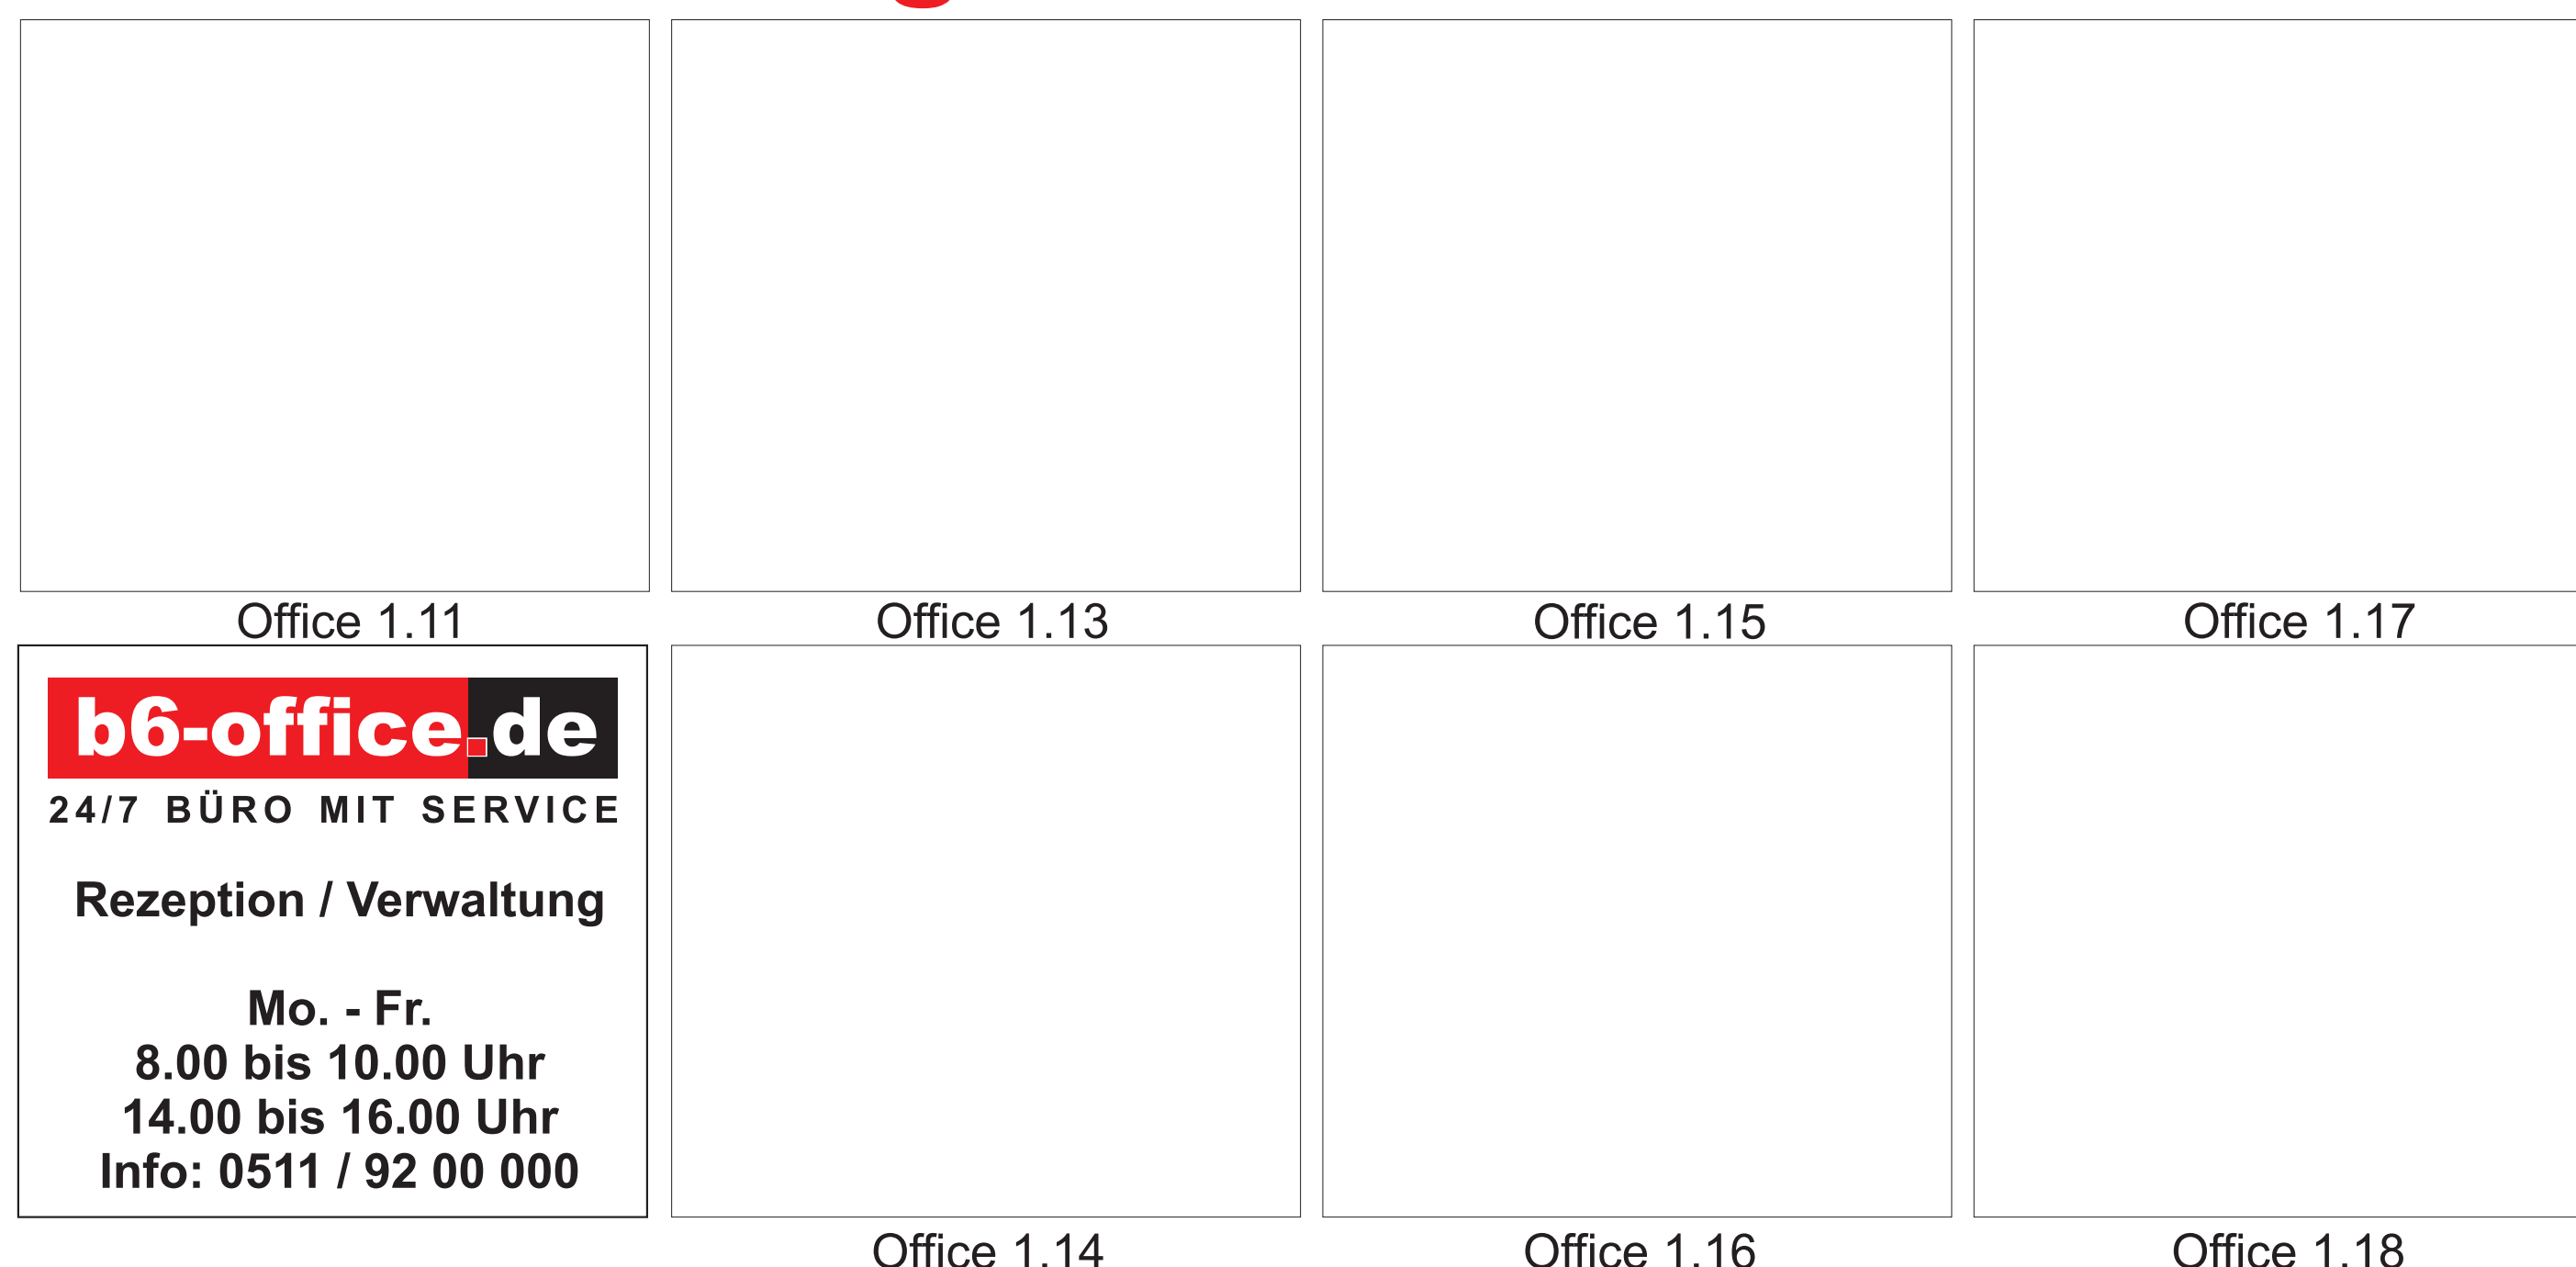 Office 1.11
Office 1.13
Office 1.15
Office 1.17
b6-office.de
24/7 BÜRO MIT SERVICE
Rezeption / Verwaltung
Mo. - Fr.
8.00 bis 10.00 Uhr
14.00 bis 16.00 Uhr
Info: 0511 / 92 00 000
Office 1.14
Office 1.16
Office 1.18